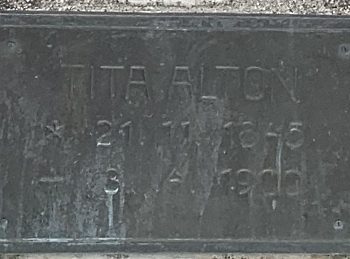 TITA ALTON
* 21. 11. 1845
– 3. 4. 1900